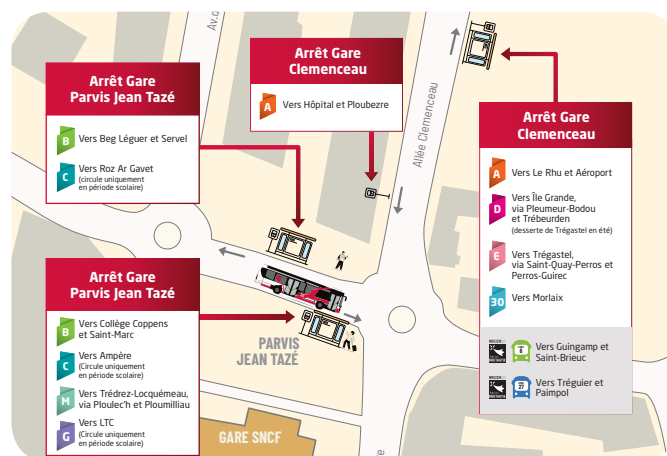 Av.d
Arrêt Gare
Parvis Jean Tazé
B
Vers Beg Léguer et Servel
C
Vers Roz Ar Gavet
(circule uniquement
en période scolaire)
Arrêt Gare
Clemenceau
A
Vers Hôpital et Ploubezre
Allée Clemenceau
Arrêt Gare
Clemenceau
A
Vers Le Rhu et Aéroport
D
Vers Île Grande,
via Pleumeur-Bodou
et Trébeurden
(desserte de Trégastel en été)
E
Vers Trégastel,
via Saint-Quay-Perros et
Perros-Guirec
30
Vers Morlaix
Vers Guingamp et
Saint-Brieuc
27
Vers Tréguier et
Paimpol
Arrêt Gare
Parvis Jean Tazé
B
Vers Collège Coppens
et Saint-Marc
C
Vers Ampère
(Circule uniquement
en période scolaire)
M
Vers Trédrez-Locquémeau,
via Ploulec'h et Ploumilliau
G
Vers LTC
(Circule uniquement
en période scolaire)
PARVIS
JEAN TAZÉ
GARE SNCF